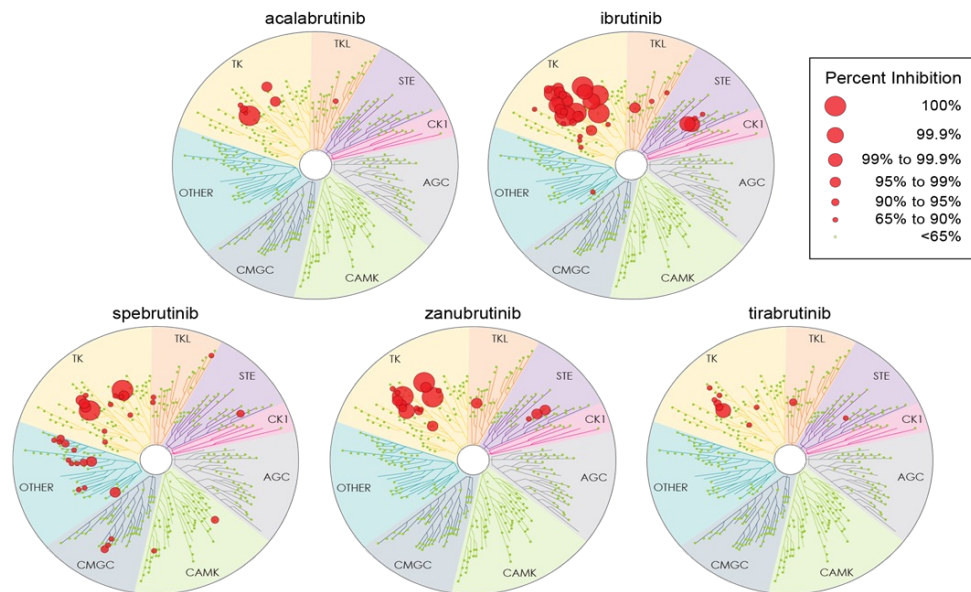 acalabrutinib
TK
TKL
STE
CK1
AGC
CAMK
CMGC
OTHER
ibrutinib
TK
TKL
STE
CK1
AGC
CAMK
CMGC
OTHER
Percent Inhibition
100%
99.9%
99% to 99.9%
95% to 99%
90% to 95%
65% to 90%
<65%
spebrutinib
TK
TKL
STE
CK1
AGC
CAMK
CMGC
OTHER
zanubrutinib
TK
TKL
STE
CK1
AGC
CAMK
CMGC
OTHER
tirabrutinib
TK
TKL
STE
CK1
AGC
CAMK
CMGC
OTHER